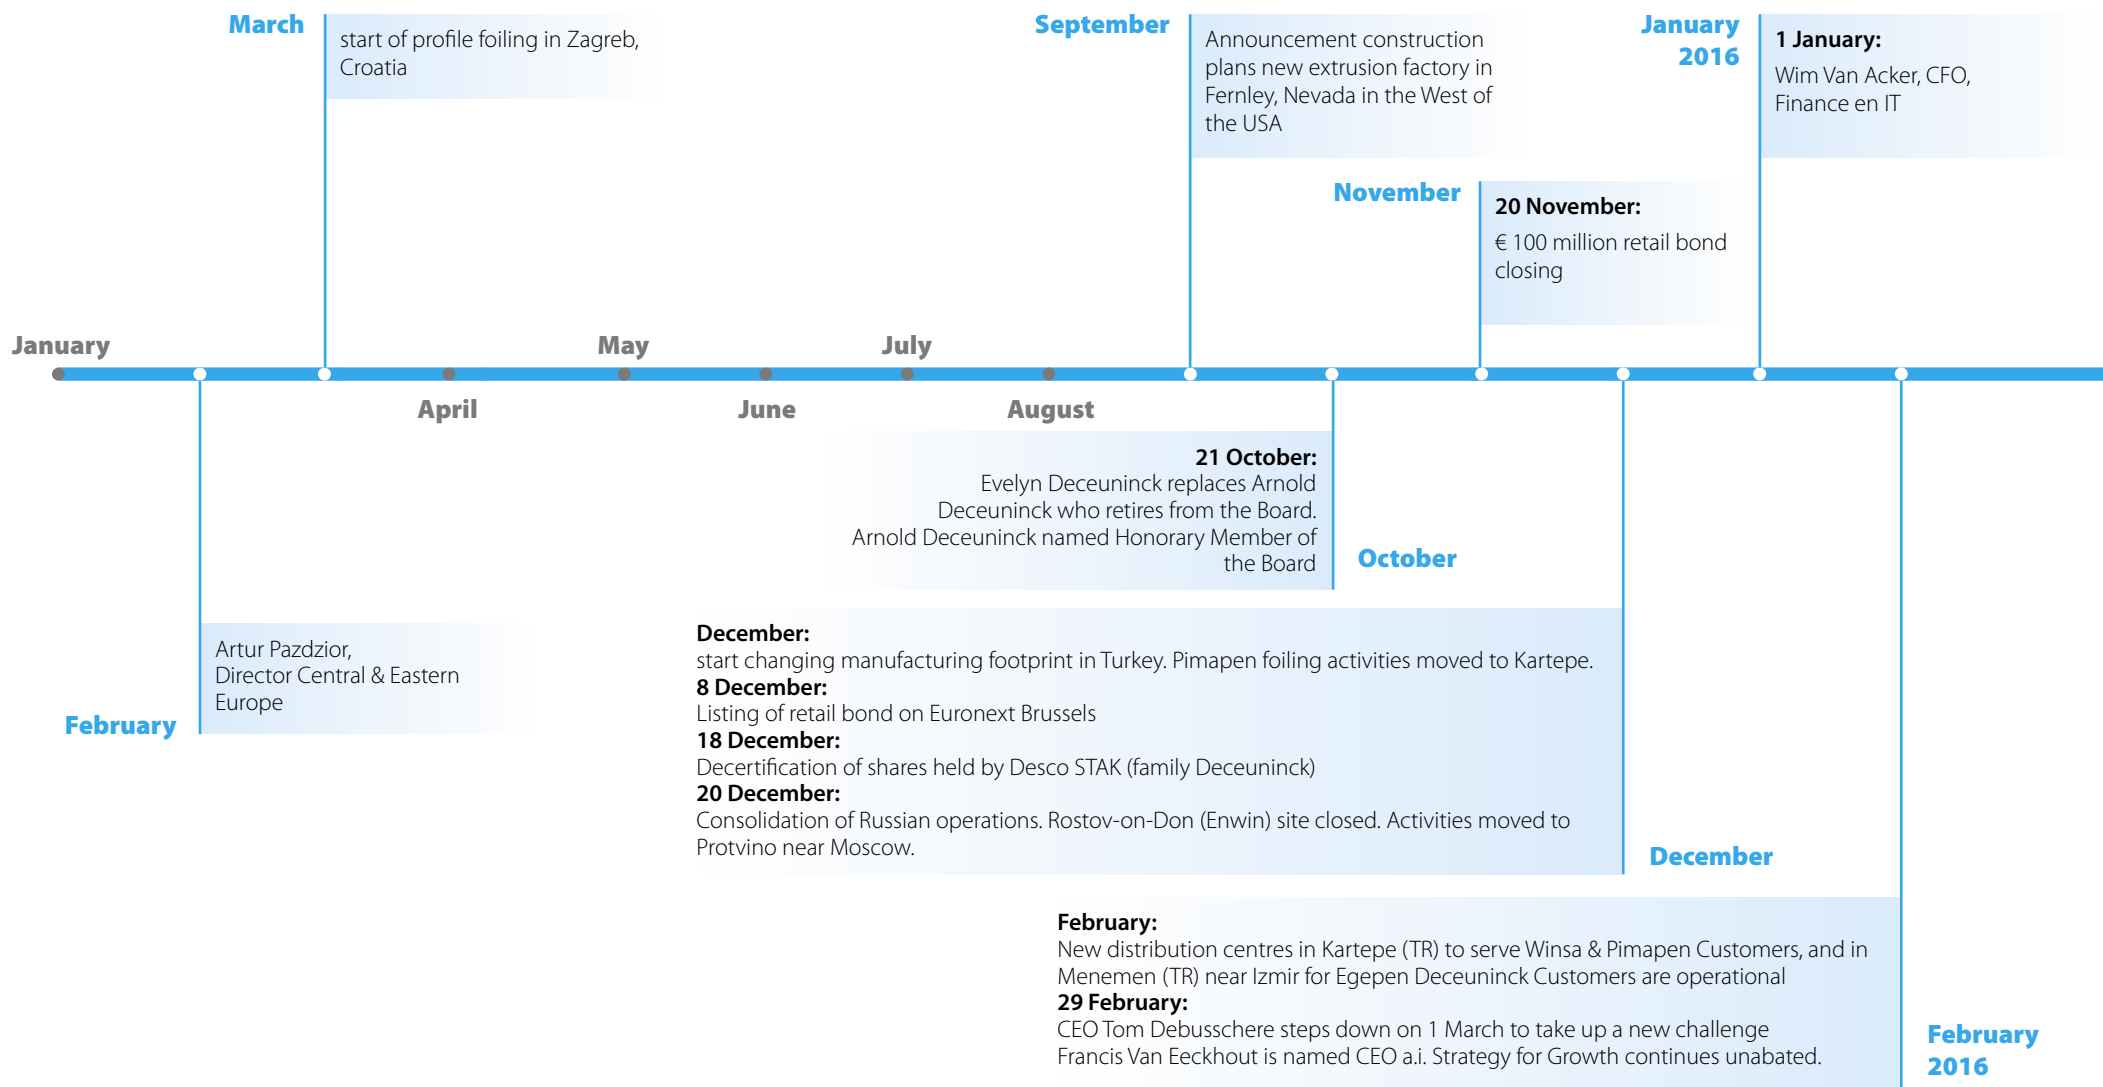 March
start of profile foiling in Zagreb,
Croatia
September
Announcement construction
plans new extrusion factory in
Fernley, Nevada in the West of
the USA
January
2016
1 January:
Wim Van Acker, CFO,
Finance en IT
November
20 November:
€ 100 million retail bond
closing
January
May
July
April
June
August
21 October:
Evelyn Deceuninck replaces Arnold
Deceuninck who retires from the Board.
Arnold Deceuninck named Honorary Member of
the Board
October
Artur Pazdzior,
Director Central & Eastern
Europe
February
December:
start changing manufacturing footprint in Turkey. Pimapen foiling activities moved to Kartepe.
8 December:
Listing of retail bond on Euronext Brussels
18 December:
Decertification of shares held by Desco STAK (family Deceuninck)
20 December:
Consolidation of Russian operations. Rostov-on-Don (Enwin) site closed. Activities moved to
Protvino near Moscow.
December
February:
New distribution centres in Kartepe (TR) to serve Winsa & Pimapen Customers, and in
Menemen (TR) near Izmir for Egepen Deceuninck Customers are operational
29 February:
CEO Tom Debusschere steps down on 1 March to take up a new challenge
Francis Van Eeckhout is named CEO a.i. Strategy for Growth continues unabated.
February
2016